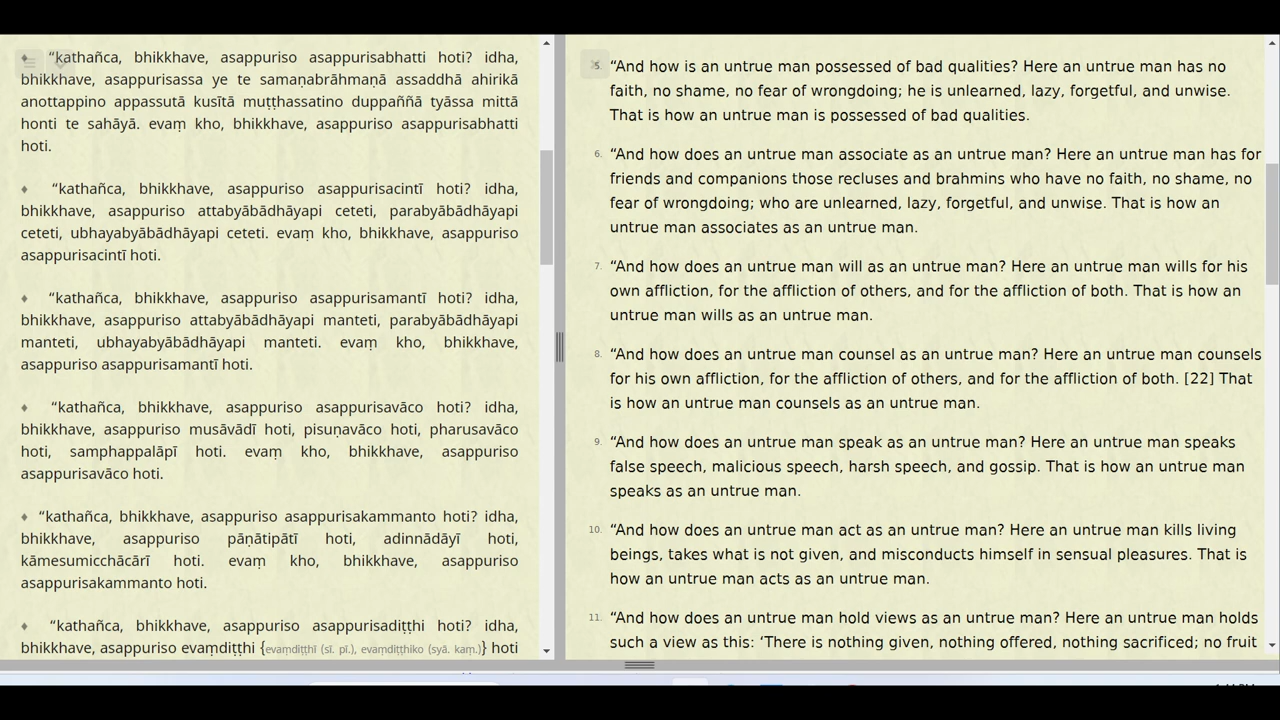 ♦ “kathañca, bhikkhave, asappuriso asappurisabhatti hoti? idha,
bhikkhave, asappurisassa ye te samaṇabrāhmaṇā assaddhā ahirikā
anottappino appassutā kusītā muṭṭhassatino duppaññā tyāssa mittā
honti te sahāyā. evaṃ kho, bhikkhave, asappuriso asappurisabhatti
hoti.
♦ “kathañca, bhikkhave, asappuriso asappurisacintī hoti? idha,
bhikkhave, asappuriso attabyābādhāyapi ceteti, parabyābādhāyapi
ceteti, ubhayabyābādhāyapi ceteti. evaṃ kho, bhikkhave, asappuriso
asappurisacintī hoti.
♦ “kathañca, bhikkhave, asappuriso asappurisamantī hoti? idha,
bhikkhave, asappuriso attabyābādhāyapi manteti, parabyābādhāyapi
manteti, ubhayabyābādhāyapi manteti. evaṃ kho, bhikkhave,
asappuriso asappurisamantī hoti.
♦ “kathañca, bhikkhave, asappuriso asappurisavāco hoti? idha,
bhikkhave, asappuriso musāvādī hoti, pisuṇavāco hoti, pharusavāco
hoti, samphappalāpī hoti. evaṃ kho, bhikkhave, asappuriso
asappurisavāco hoti.
♦ “kathañca, bhikkhave, asappuriso asappurisakammanto hoti? idha,
bhikkhave, asappuriso pāṇātipātī hoti, adinnādāyī hoti,
kāmesumicchācārī hoti. evaṃ kho, bhikkhave, asappuriso
asappurisakammanto hoti.
♦ “kathañca, bhikkhave, asappuriso asappurisadiṭṭhi hoti? idha,
bhikkhave, asappuriso evaṃdiṭṭhi {evaṃdiṭṭhī (sī. pī.), evaṃdiṭṭhiko (syā. kaṃ.)} hoti
5. “And how is an untrue man possessed of bad qualities? Here an untrue man has no
faith, no shame, no fear of wrongdoing; he is unlearned, lazy, forgetful, and unwise.
That is how an untrue man is possessed of bad qualities.
6. “And how does an untrue man associate as an untrue man? Here an untrue man has for
friends and companions those recluses and brahmins who have no faith, no shame, no
fear of wrongdoing; who are unlearned, lazy, forgetful, and unwise. That is how an
untrue man associates as an untrue man.
7. “And how does an untrue man will as an untrue man? Here an untrue man wills for his
own affliction, for the affliction of others, and for the affliction of both. That is how an
untrue man wills as an untrue man.
8. “And how does an untrue man counsel as an untrue man? Here an untrue man counsels
for his own affliction, for the affliction of others, and for the affliction of both. [22] That
is how an untrue man counsels as an untrue man.
9. “And how does an untrue man speak as an untrue man? Here an untrue man speaks
false speech, malicious speech, harsh speech, and gossip. That is how an untrue man
speaks as an untrue man.
10. “And how does an untrue man act as an untrue man? Here an untrue man kills living
beings, takes what is not given, and misconducts himself in sensual pleasures. That is
how an untrue man acts as an untrue man.
11. “And how does an untrue man hold views as an untrue man? Here an untrue man holds
such a view as this: ‘There is nothing given, nothing offered, nothing sacrificed; no fruit